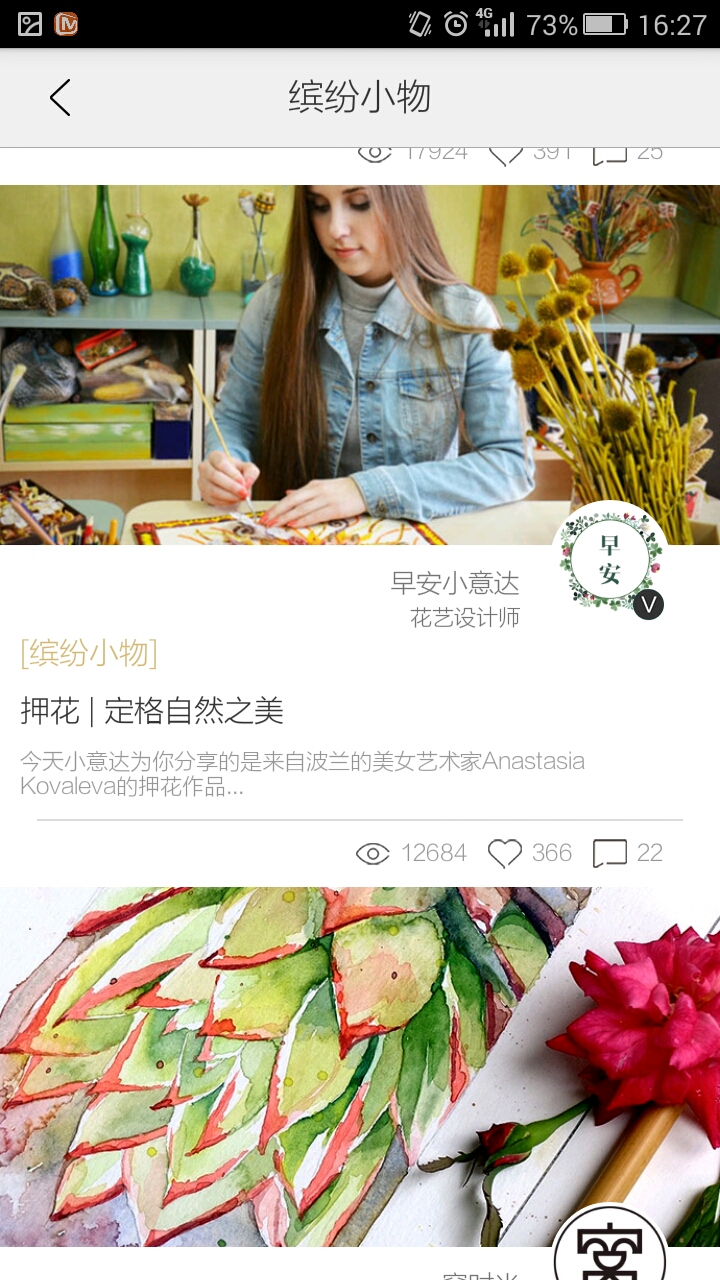 4G 73% 16:27
缤纷小物
17924 391 25
早安
早安小意达
V
花艺设计师
[缤纷小物]
押花 | 定格自然之美
今天小意达为你分享的是来自波兰的美女艺术家Anastasia
Kovaleva的押花作品...
12684 366 22